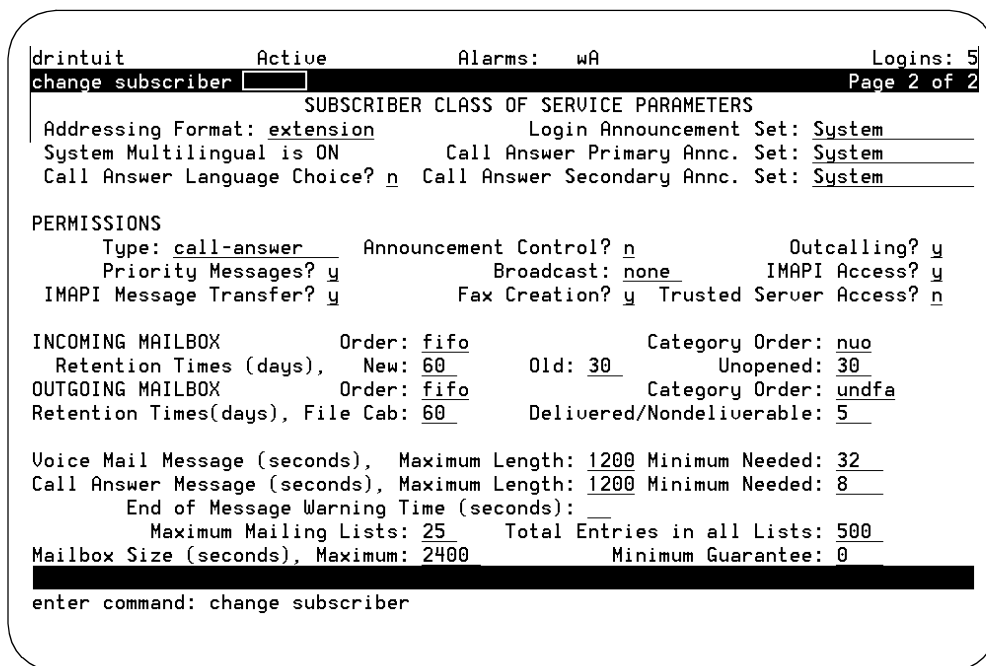 drintuit Active Alarms: wA Logins: 5
change subscriber Page 2 of 2
SUBSCRIBER CLASS OF SERVICE PARAMETERS
Addressing Format: extension Login Announcement Set: System
System Multilingual is ON Call Answer Primary Annc. Set: System
Call Answer Language Choice? n Call Answer Secondary Annc. Set: System
PERMISSIONS
Type: call-answer Announcement Control? n Outcalling? y
Priority Messages? y Broadcast: none IMAPI Access? y
IMAPI Message Transfer? y Fax Creation? y Trusted Server Access? n
INCOMING MAILBOX Order: fifo Category Order: nuo
Retention Times (days), New: 60 Old: 30 Unopened: 30
OUTGOING MAILBOX Order: fifo Category Order: undfa
Retention Times(days), File Cab: 60 Delivered/Nondeliverable: 5
Voice Mail Message (seconds), Maximum Length: 1200 Minimum Needed: 32
Call Answer Message (seconds), Maximum Length: 1200 Minimum Needed: 8
End of Message Warning Time (seconds):
Maximum Mailing Lists: 25 Total Entries in all Lists: 500
Mailbox Size (seconds), Maximum: 2400 Minimum Guarantee: 0
enter command: change subscriber